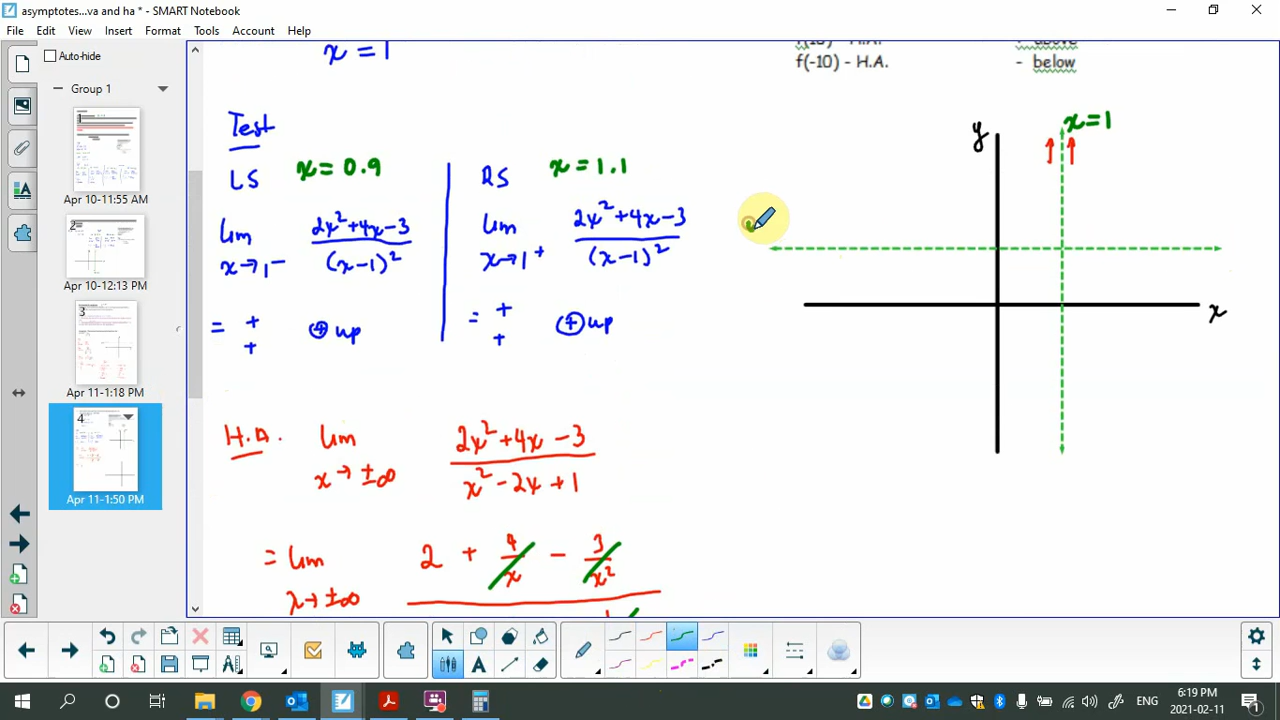 asymptotes...va and ha * - SMART Notebook
File Edit View Insert Format Tools Account Help
Auto-hide
Group 1
Apr 10-11:55 AM
Apr 10-12:13 PM
Apr 11-1:18 PM
Apr 11-1:50 PM
x = 1
f(-10) - H.A. - below
Test
LS x = 0.9
RS x = 1.1
lim x→1⁻ 2x²+4x-3 / (x-1)²
lim x→1⁺ 2x²+4x-3 / (x-1)²
= + / + ⊕ up
= + / + ⊕ up
y
x=1
x
H.A. lim x→±∞ 2x²+4x-3 / x²-2x+1
= lim x→±∞ 2 + 4/x - 3/x²
ENG
6:19 PM
2021-02-11